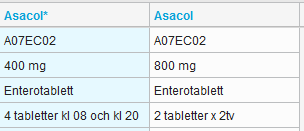 Asacol* Asacol
A07EC02 A07EC02
400 mg 800 mg
Enterotablett Enterotablett
4 tabletter kl 08 och kl 20 2 tabletter x 2tv